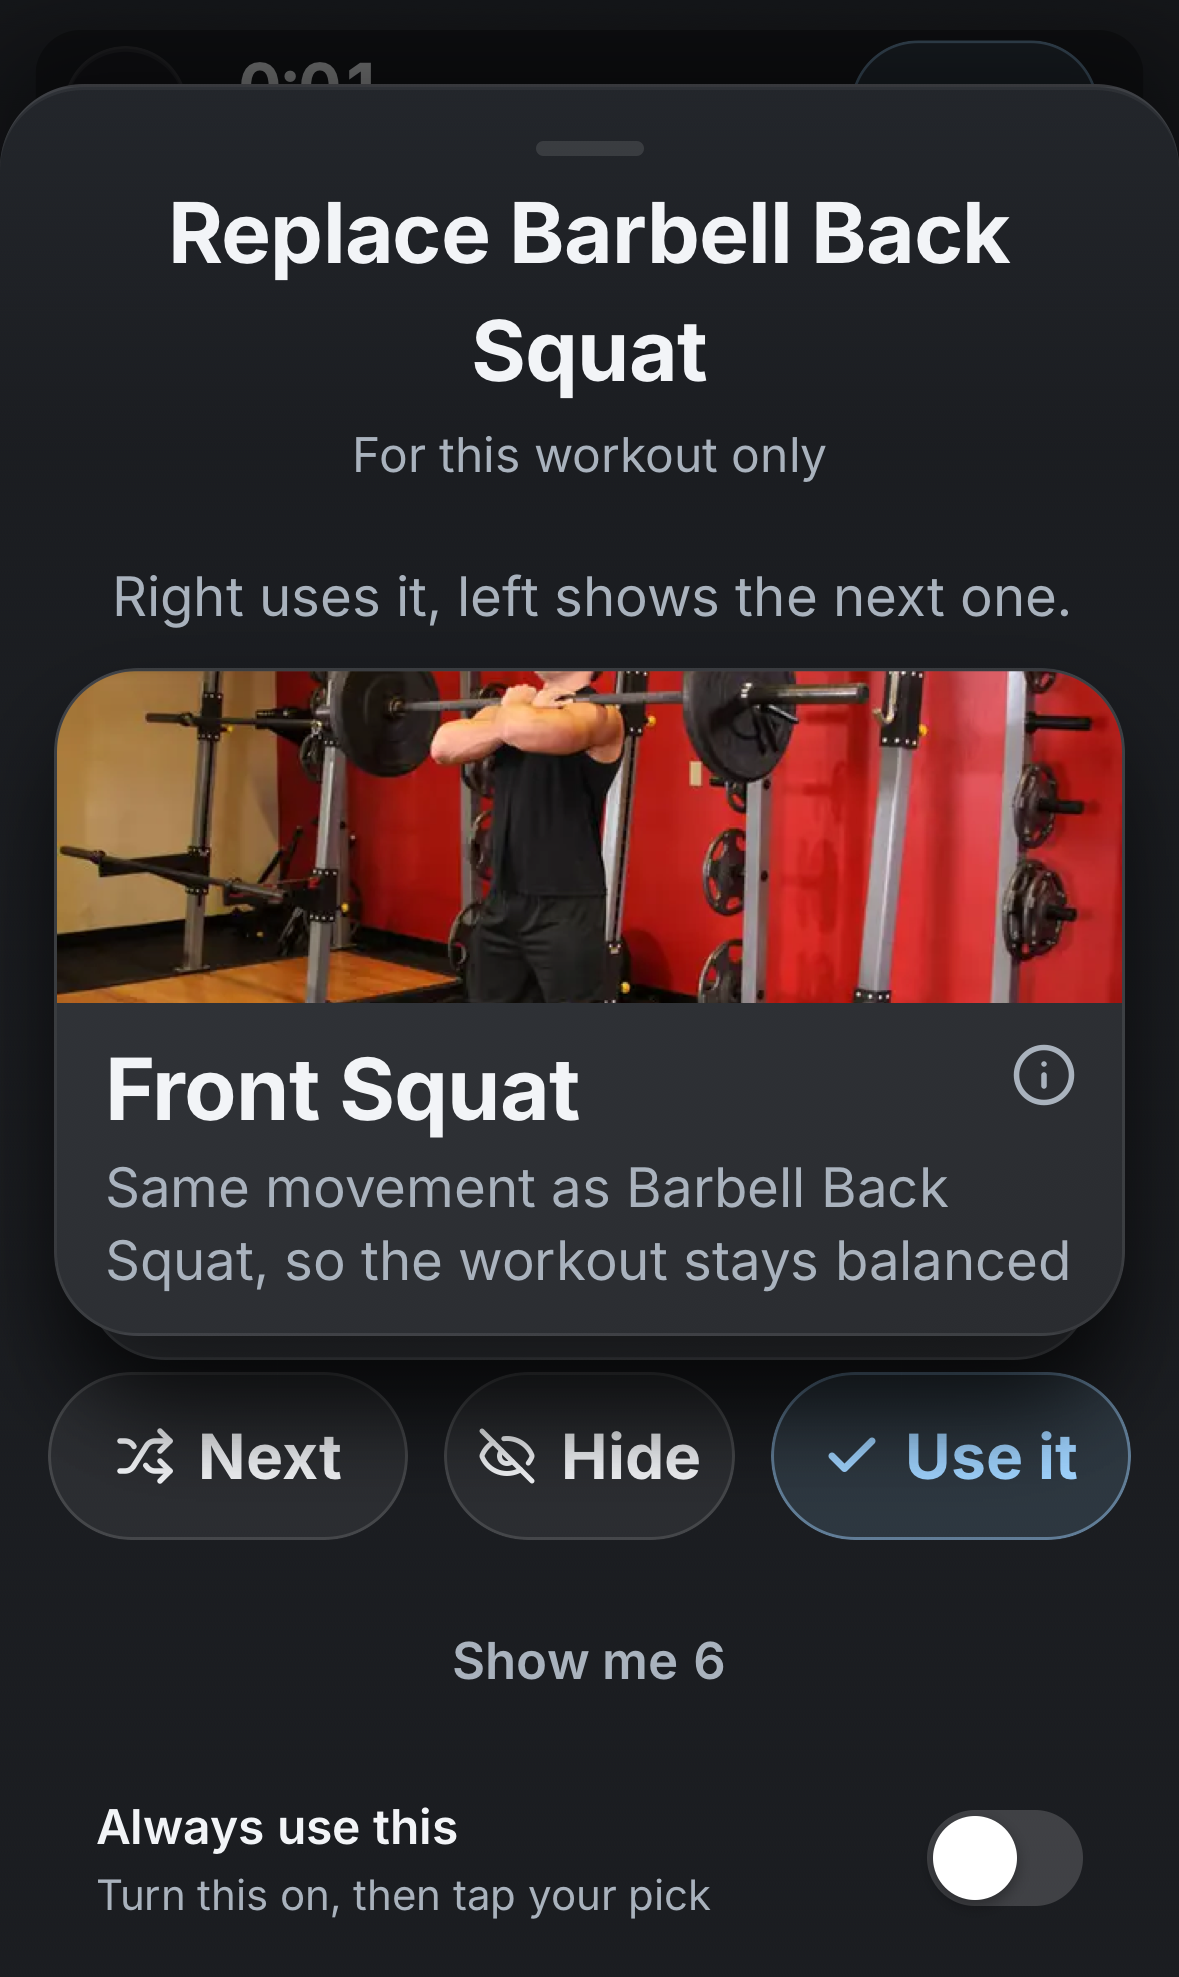 0:01
Replace Barbell Back
Squat
For this workout only
Right uses it, left shows the next one.
Front Squat
Same movement as Barbell Back
Squat, so the workout stays balanced
Next
Hide
Use it
Show me 6
Always use this
Turn this on, then tap your pick